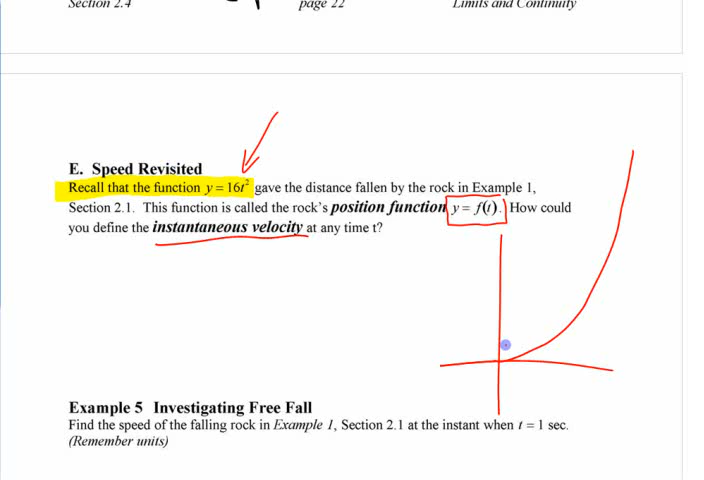 Section 2.4 page 22 Limits and Continuity
E. Speed Revisited
Recall that the function y = 16t² gave the distance fallen by the rock in Example 1,
Section 2.1. This function is called the rock's position function y = f(t). How could
you define the instantaneous velocity at any time t?
Example 5 Investigating Free Fall
Find the speed of the falling rock in Example 1, Section 2.1 at the instant when t = 1 sec.
(Remember units)